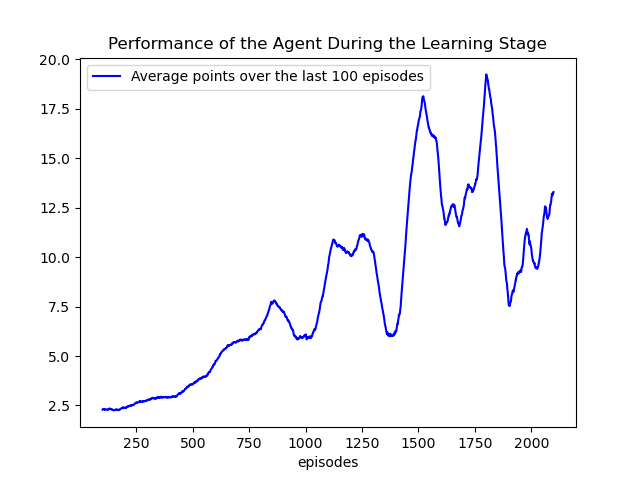 Performance of the Agent During the Learning Stage
Average points over the last 100 episodes
20.0
17.5
15.0
12.5
10.0
7.5
5.0
2.5
250 500 750 1000 1250 1500 1750 2000
episodes